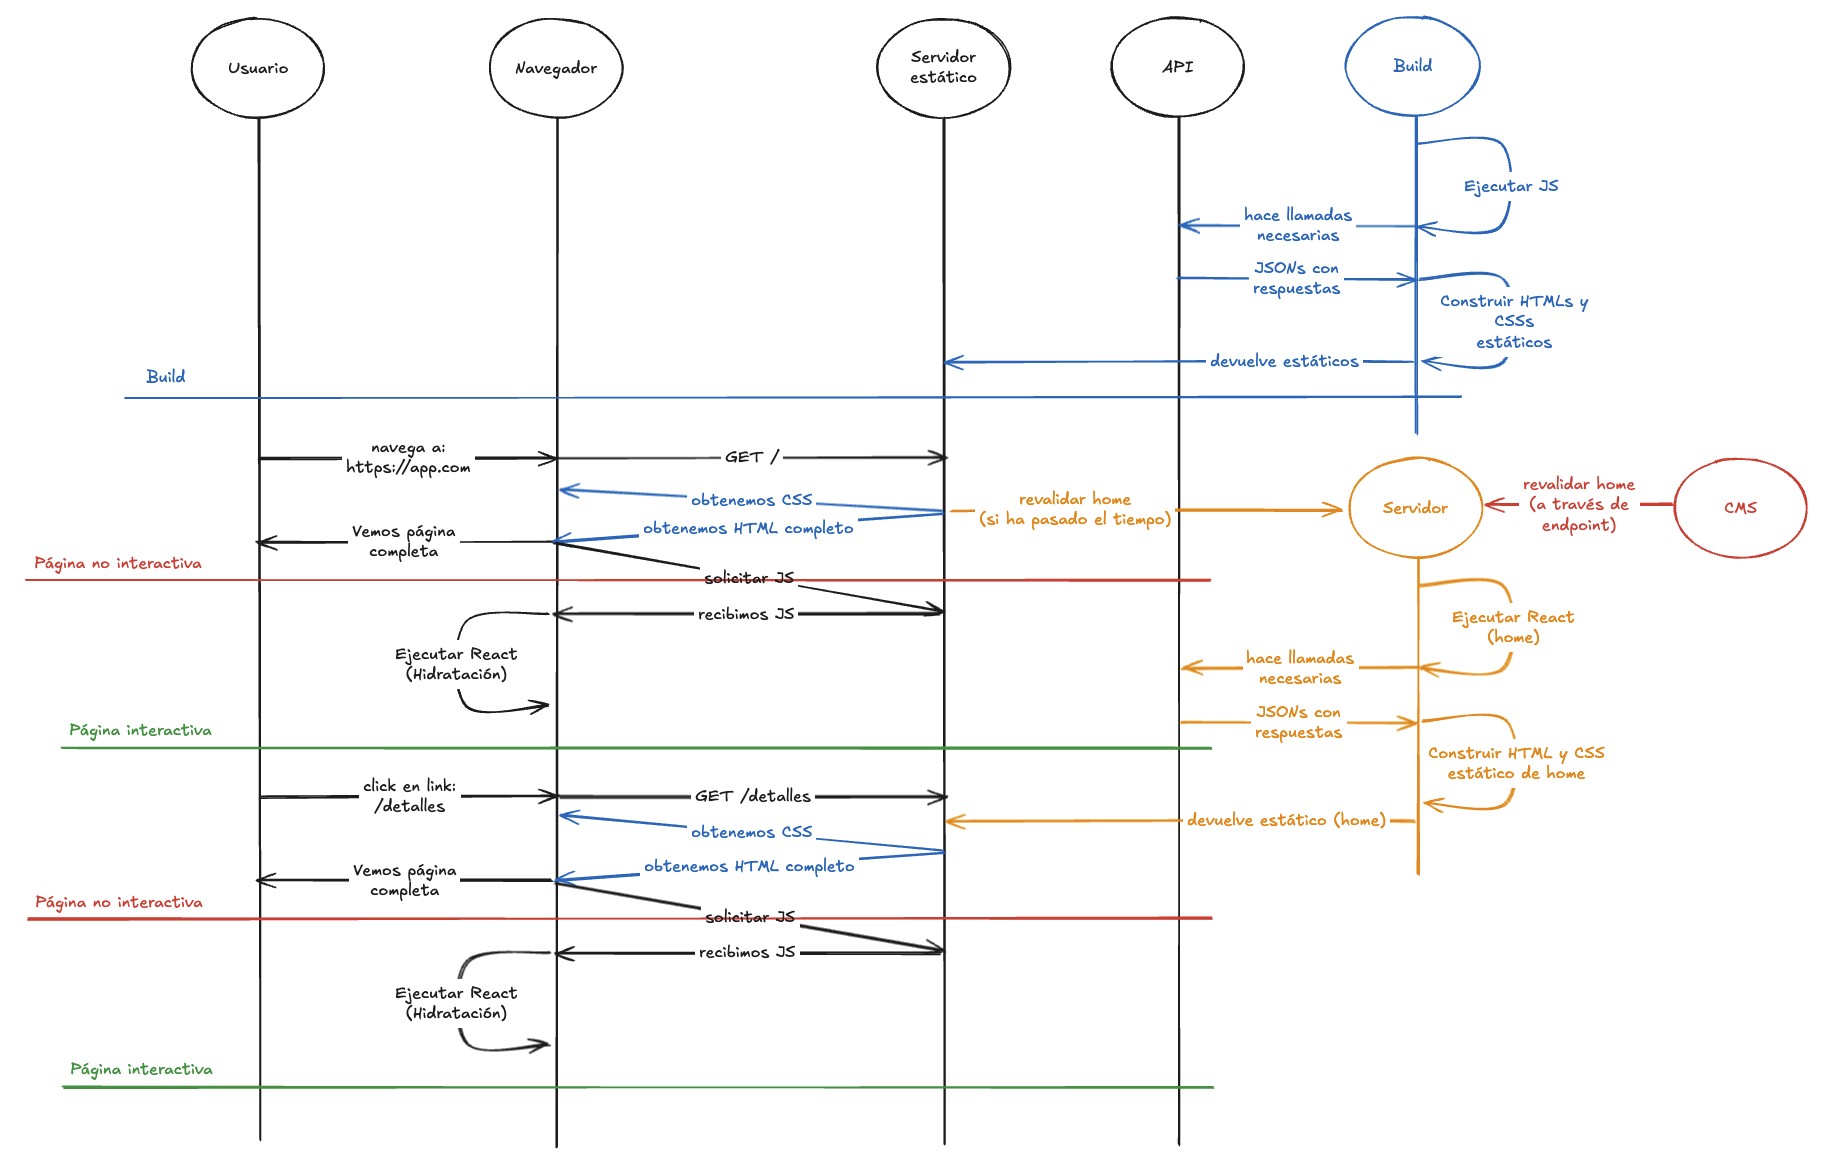 Usuario
Navegador
Servidor
estático
API
Build
Ejecutar JS
hace llamadas
necesarias
JSONs con
respuestas
Construir HTMLs y
CSSs
estáticos
devuelve estáticos
Build
navega a:
https://app.com
GET /
obtenemos CSS
obtenemos HTML completo
revalidar home
(si ha pasado el tiempo)
Servidor
revalidar home
(a través de
endpoint)
CMS
Vemos página
completa
Página no interactiva
solicitar JS
recibimos JS
Ejecutar React
(Hidratación)
Ejecutar React
(home)
hace llamadas
necesarias
JSONs con
respuestas
Página interactiva
Construir HTML y CSS
estático de home
click en link:
/detalles
GET /detalles
devuelve estático (home)
obtenemos CSS
obtenemos HTML completo
Vemos página
completa
Página no interactiva
solicitar JS
recibimos JS
Ejecutar React
(Hidratación)
Página interactiva